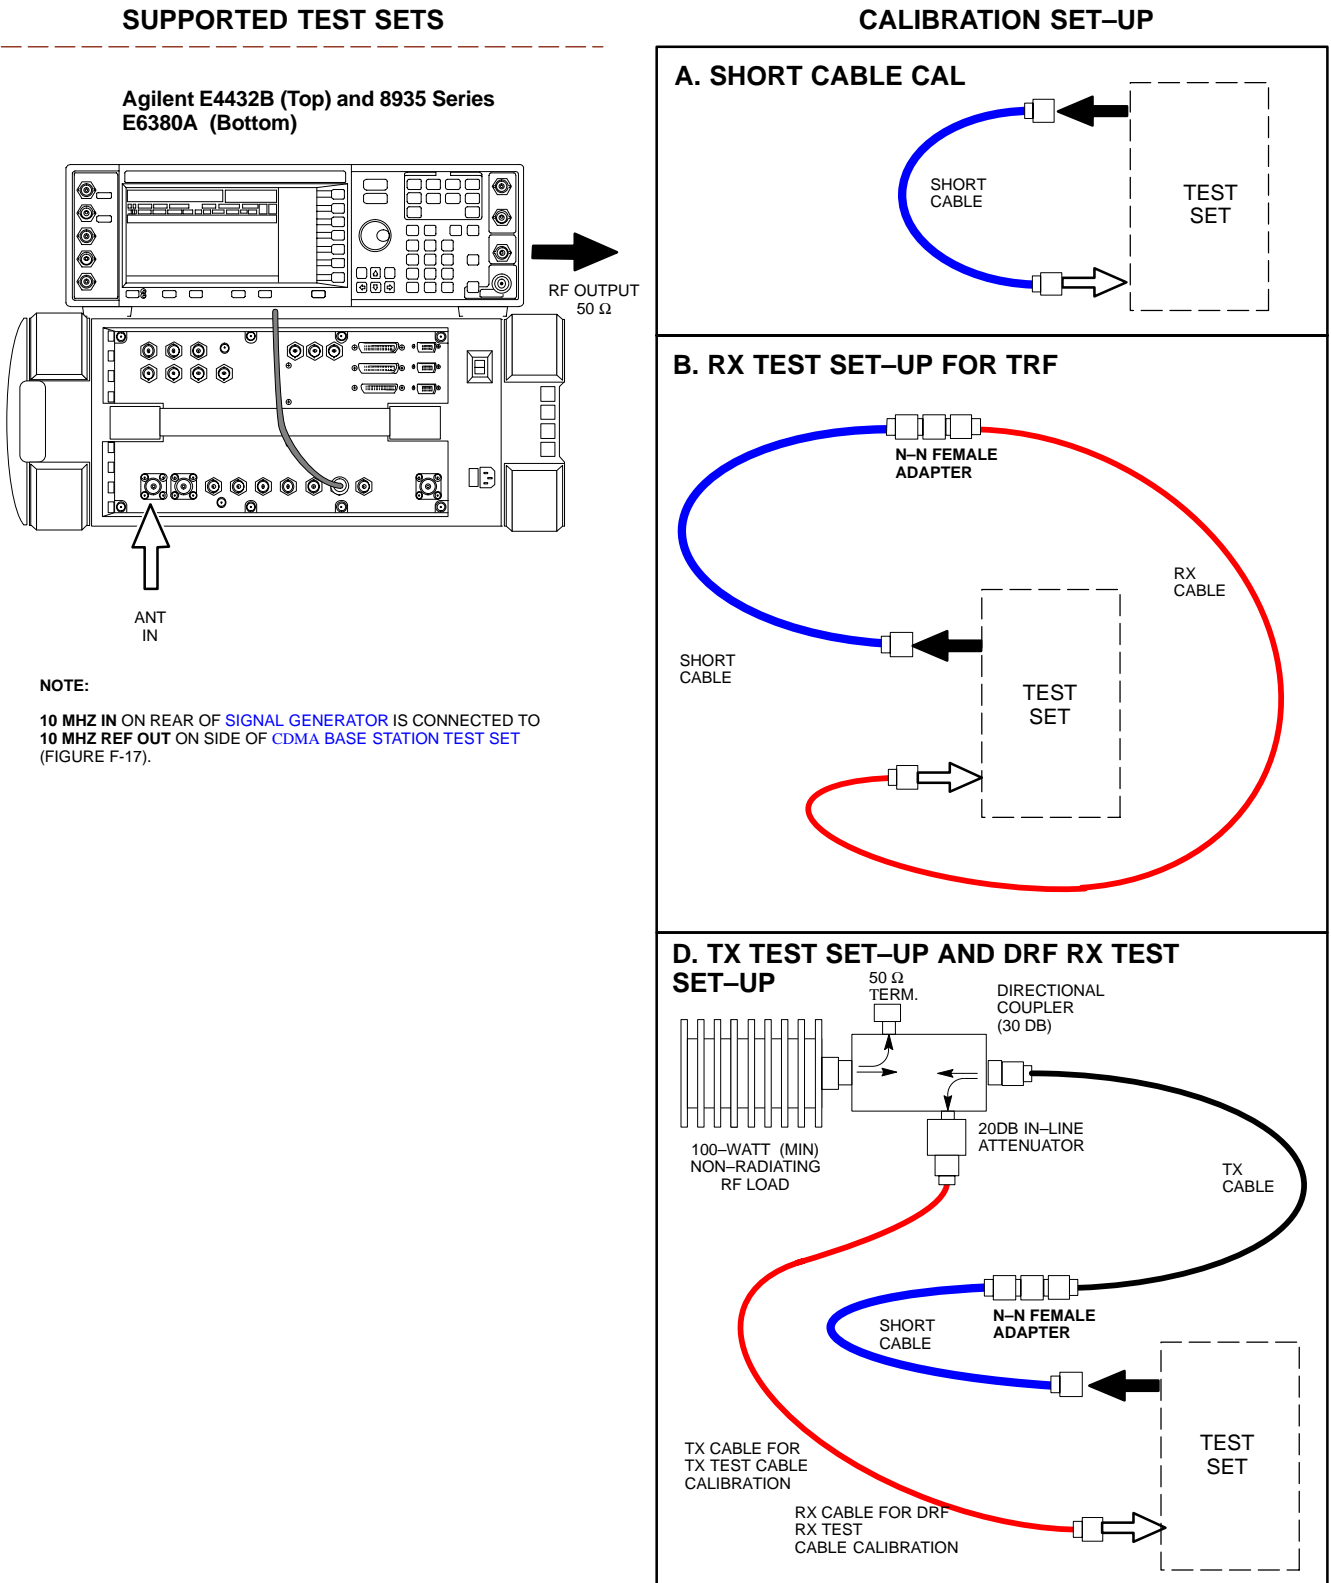 SUPPORTED TEST SETS
CALIBRATION SET–UP
Agilent E4432B (Top) and 8935 Series
E6380A (Bottom)
RF OUTPUT
50 Ω
ANT
IN
NOTE:
10 MHZ IN ON REAR OF SIGNAL GENERATOR IS CONNECTED TO
10 MHZ REF OUT ON SIDE OF CDMA BASE STATION TEST SET
(FIGURE F-17).
A. SHORT CABLE CAL
SHORT
CABLE
TEST
SET
B. RX TEST SET–UP FOR TRF
N–N FEMALE
ADAPTER
RX
CABLE
SHORT
CABLE
TEST
SET
D. TX TEST SET–UP AND DRF RX TEST
SET–UP
50 Ω
TERM.
DIRECTIONAL
COUPLER
(30 DB)
20DB IN–LINE
ATTENUATOR
100–WATT (MIN)
NON–RADIATING
RF LOAD
TX
CABLE
N–N FEMALE
ADAPTER
SHORT
CABLE
TEST
SET
TX CABLE FOR
TX TEST CABLE
CALIBRATION
RX CABLE FOR DRF
RX TEST
CABLE CALIBRATION